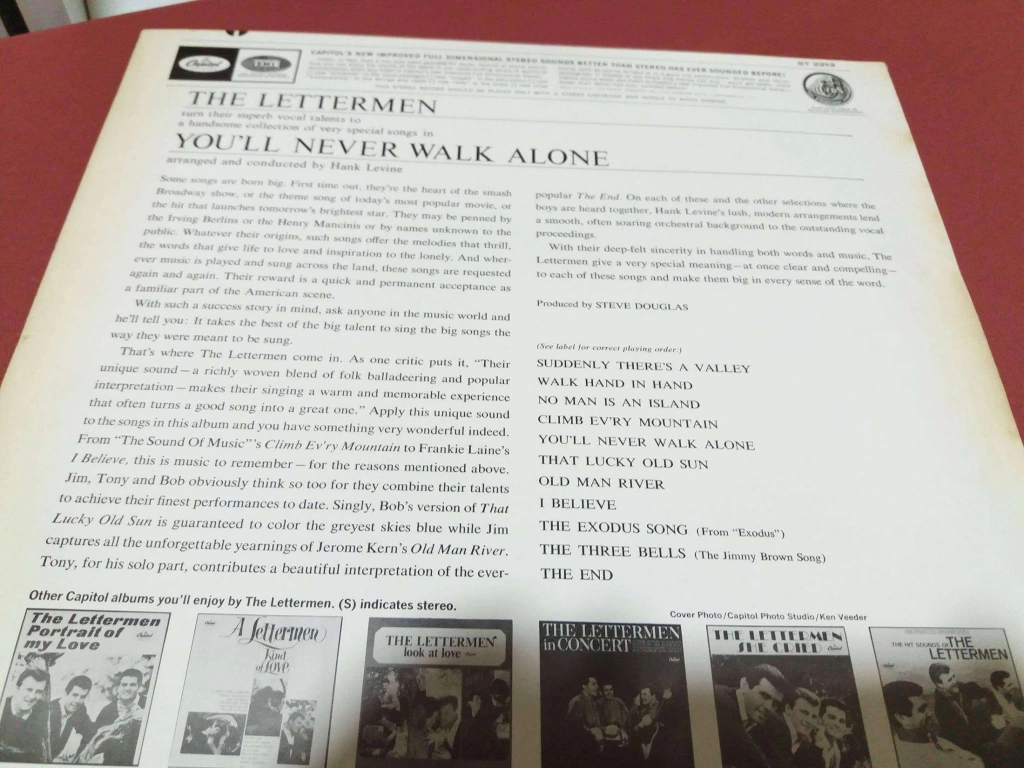 Capitol
EMI
CAPITOL'S NEW IMPROVED FULL DIMENSIONAL STEREO SOUNDS BETTER THAN STEREO HAS EVER SOUNDED BEFORE!
ST 2213
THE LETTERMEN
turn their superb vocal talents to
a handsome collection of very special songs in
YOU'LL NEVER WALK ALONE
arranged and conducted by Hank Levine
Some songs are born big. First time out, they're the heart of the smash
Broadway show, or the theme song of today's most popular movie, or
the hit that launches tomorrow's brightest star. They may be penned by
the Irving Berlins or the Henry Mancinis or by names unknown to the
public. Whatever their origins, such songs offer the melodies that thrill,
the words that give life to love and inspiration to the lonely. And wher-
ever music is played and sung across the land, these songs are requested
again and again. Their reward is a quick and permanent acceptance as
a familiar part of the American scene.
With such a success story in mind, ask anyone in the music world and
he'll tell you: It takes the best of the big talent to sing the big songs the
way they were meant to be sung.
That's where The Lettermen come in. As one critic puts it, "Their
unique sound—a richly woven blend of folk balladeering and popular
interpretation—makes their singing a warm and memorable experience
that often turns a good song into a great one." Apply this unique sound
to the songs in this album and you have something very wonderful indeed.
From "The Sound Of Music"'s Climb Ev'ry Mountain to Frankie Laine's
I Believe, this is music to remember—for the reasons mentioned above.
Jim, Tony and Bob obviously think so too for they combine their talents
to achieve their finest performances to date. Singly, Bob's version of That
Lucky Old Sun is guaranteed to color the greyest skies blue while Jim
captures all the unforgettable yearnings of Jerome Kern's Old Man River.
Tony, for his solo part, contributes a beautiful interpretation of the ever-
popular The End. On each of these and the other selections where the
boys are heard together, Hank Levine's lush, modern arrangements lend
a smooth, often soaring orchestral background to the outstanding vocal
proceedings.
With their deep-felt sincerity in handling both words and music, The
Lettermen give a very special meaning—at once clear and compelling—
to each of these songs and make them big in every sense of the word.
Produced by STEVE DOUGLAS
(See label for correct playing order:)
SUDDENLY THERE'S A VALLEY
WALK HAND IN HAND
NO MAN IS AN ISLAND
CLIMB EV'RY MOUNTAIN
YOU'LL NEVER WALK ALONE
THAT LUCKY OLD SUN
OLD MAN RIVER
I BELIEVE
THE EXODUS SONG (From "Exodus")
THE THREE BELLS (The Jimmy Brown Song)
THE END
Other Capitol albums you'll enjoy by The Lettermen. (S) indicates stereo.
Cover Photo/Capitol Photo Studio/Ken Veeder
The Lettermen
Portrait of
my Love
A Lettermen
Kind
of Love
THE LETTERMEN
look at love
THE LETTERMEN
in CONCERT
THE LETTERMEN
SHE CRIED
THE HIT SOUNDS OF THE
LETTERMEN